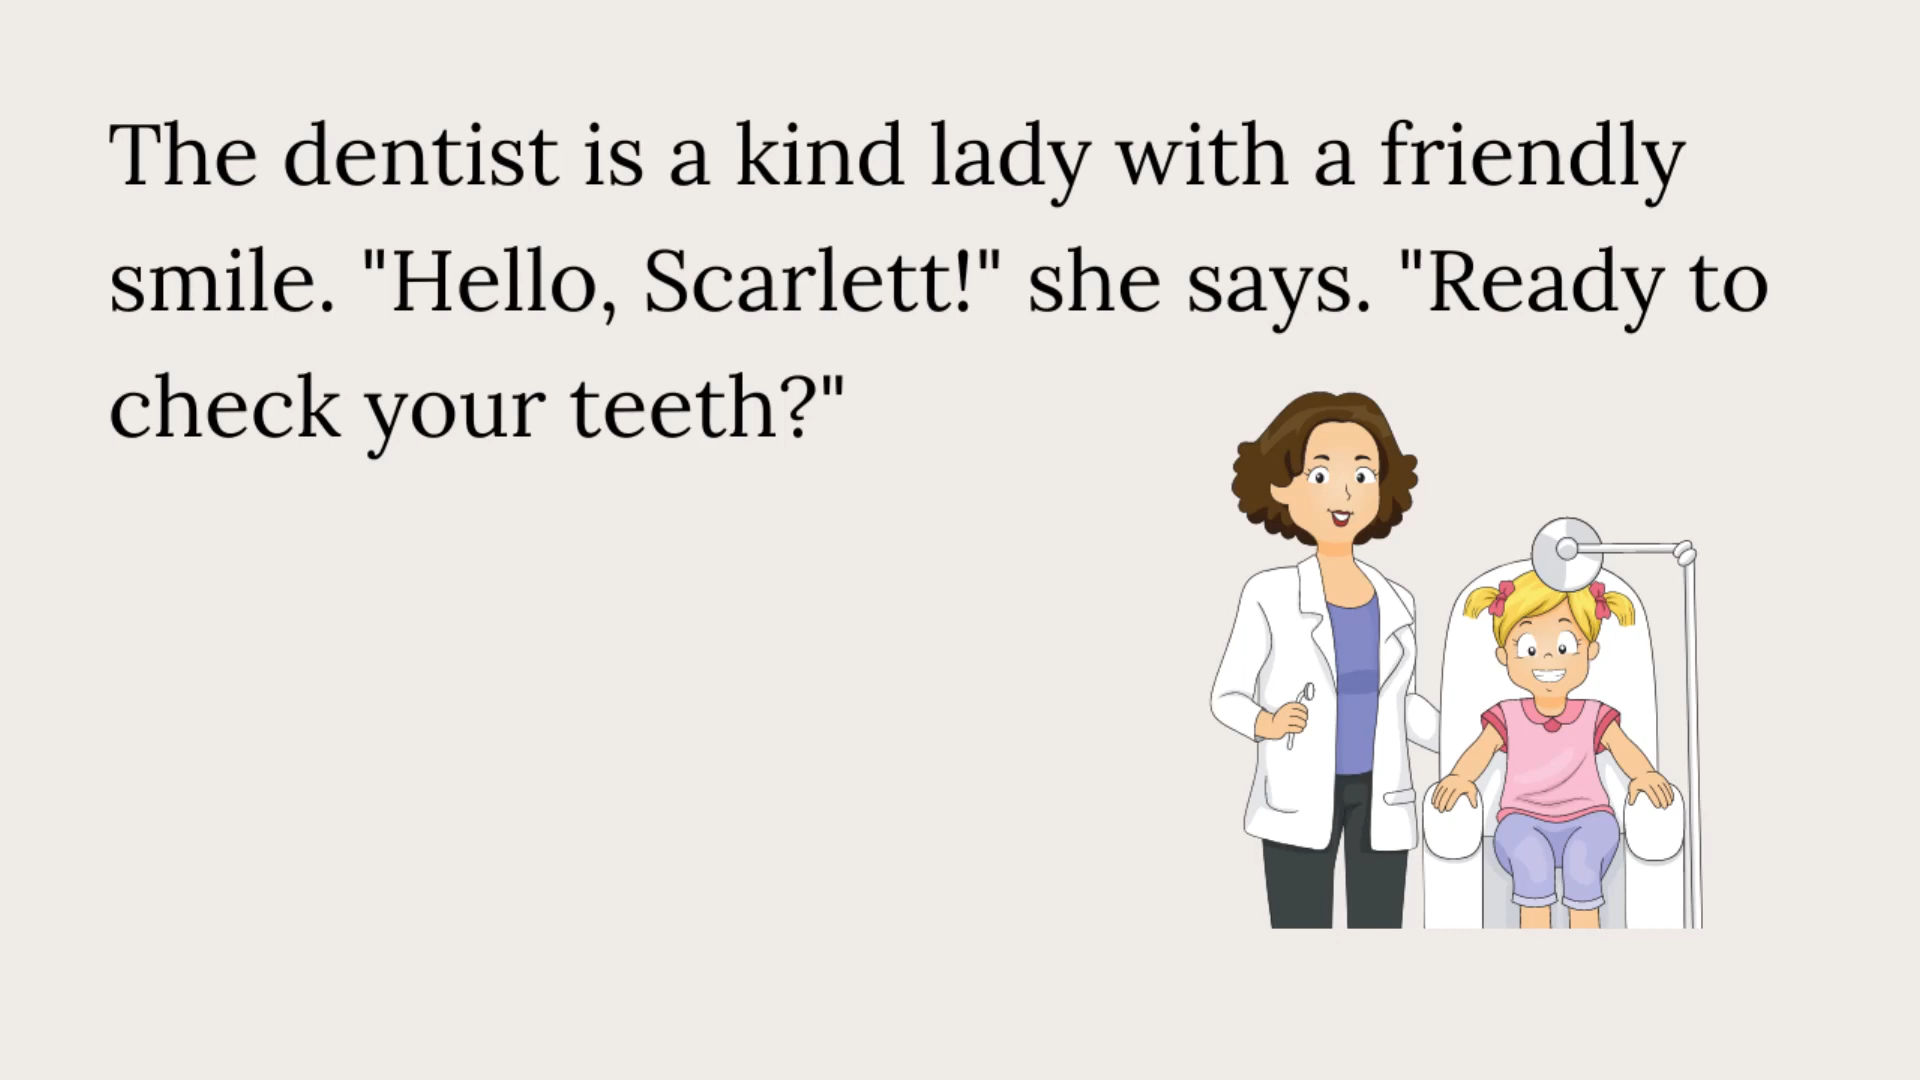 The dentist is a kind lady with a friendly
smile. "Hello, Scarlett!" she says. "Ready to
check your teeth?"